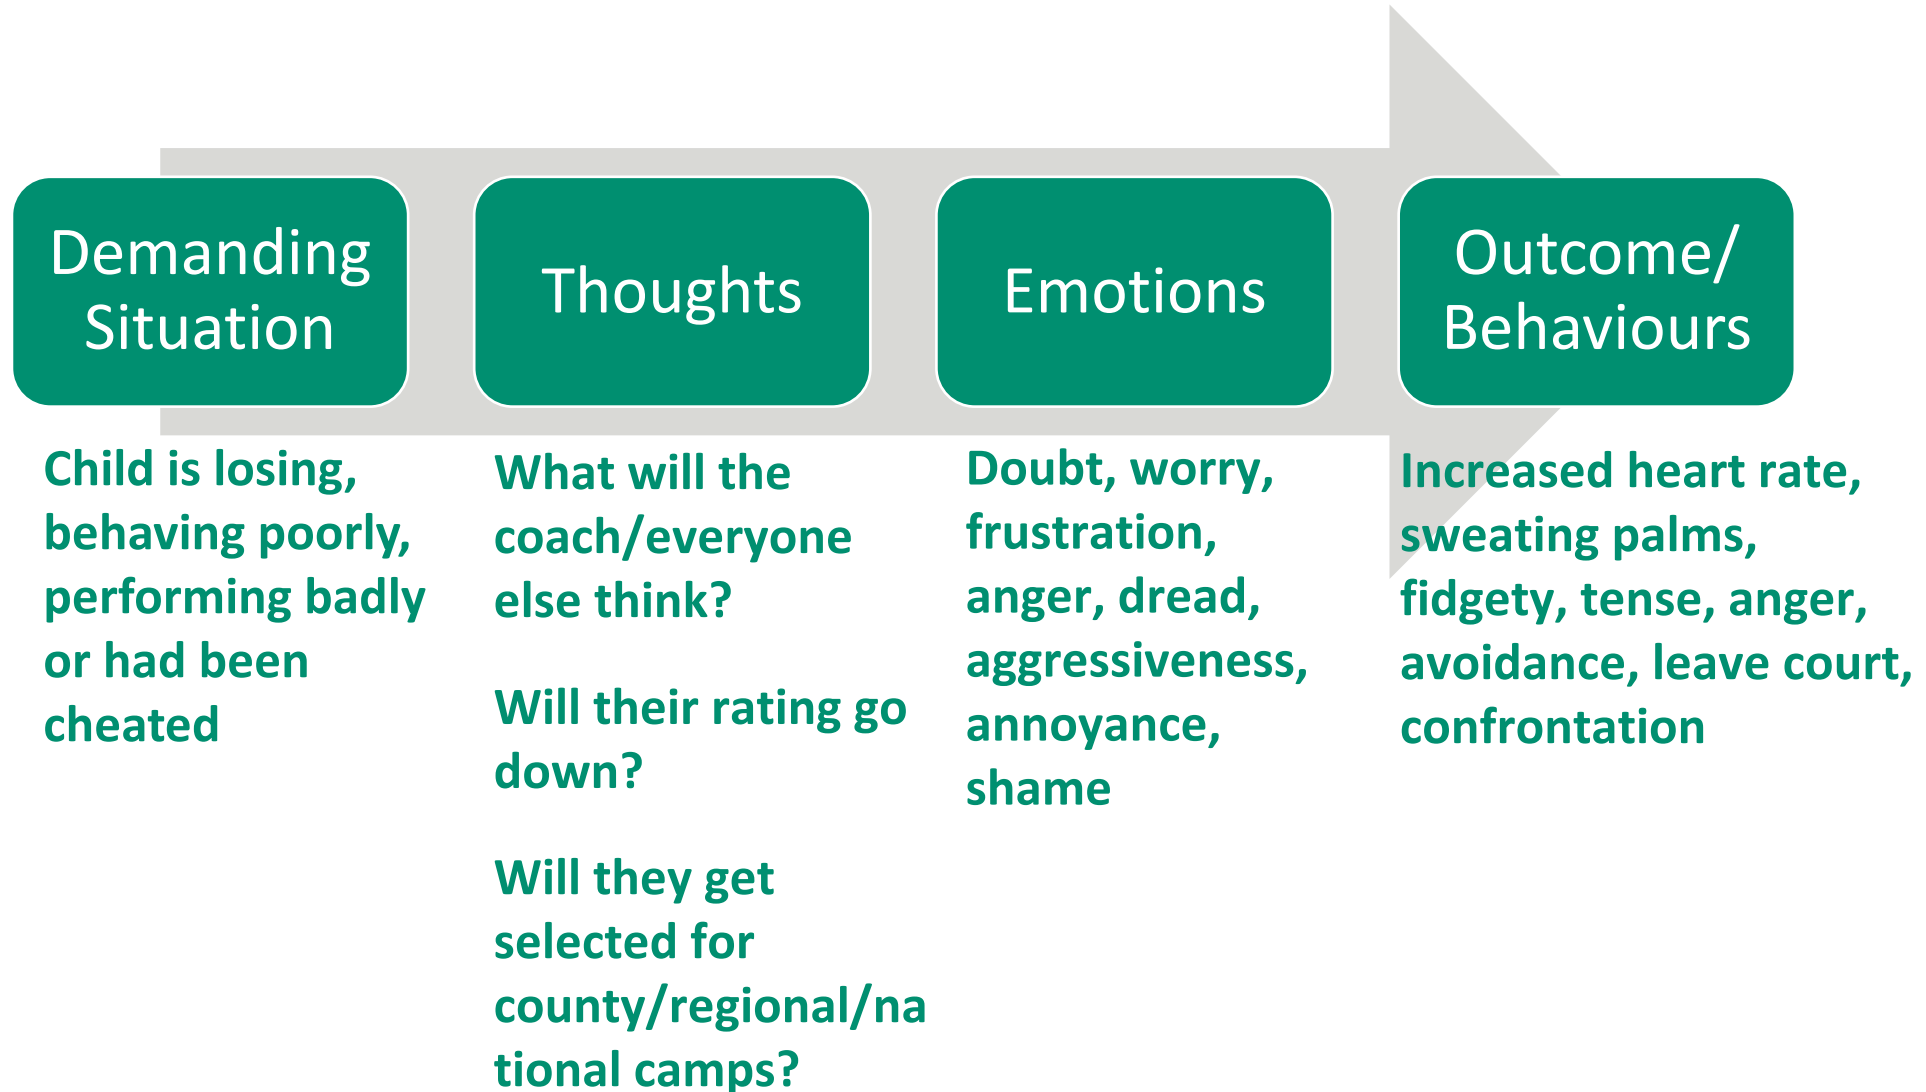 Demanding
Situation
Thoughts
Emotions
Outcome/
Behaviours
Child is losing,
behaving poorly,
performing badly
or had been
cheated
What will the
coach/everyone
else think?
Will their rating go
down?
Will they get
selected for
county/regional/na
tional camps?
Doubt, worry,
frustration,
anger, dread,
aggressiveness,
annoyance,
shame
Increased heart rate,
sweating palms,
fidgety, tense, anger,
avoidance, leave court,
confrontation